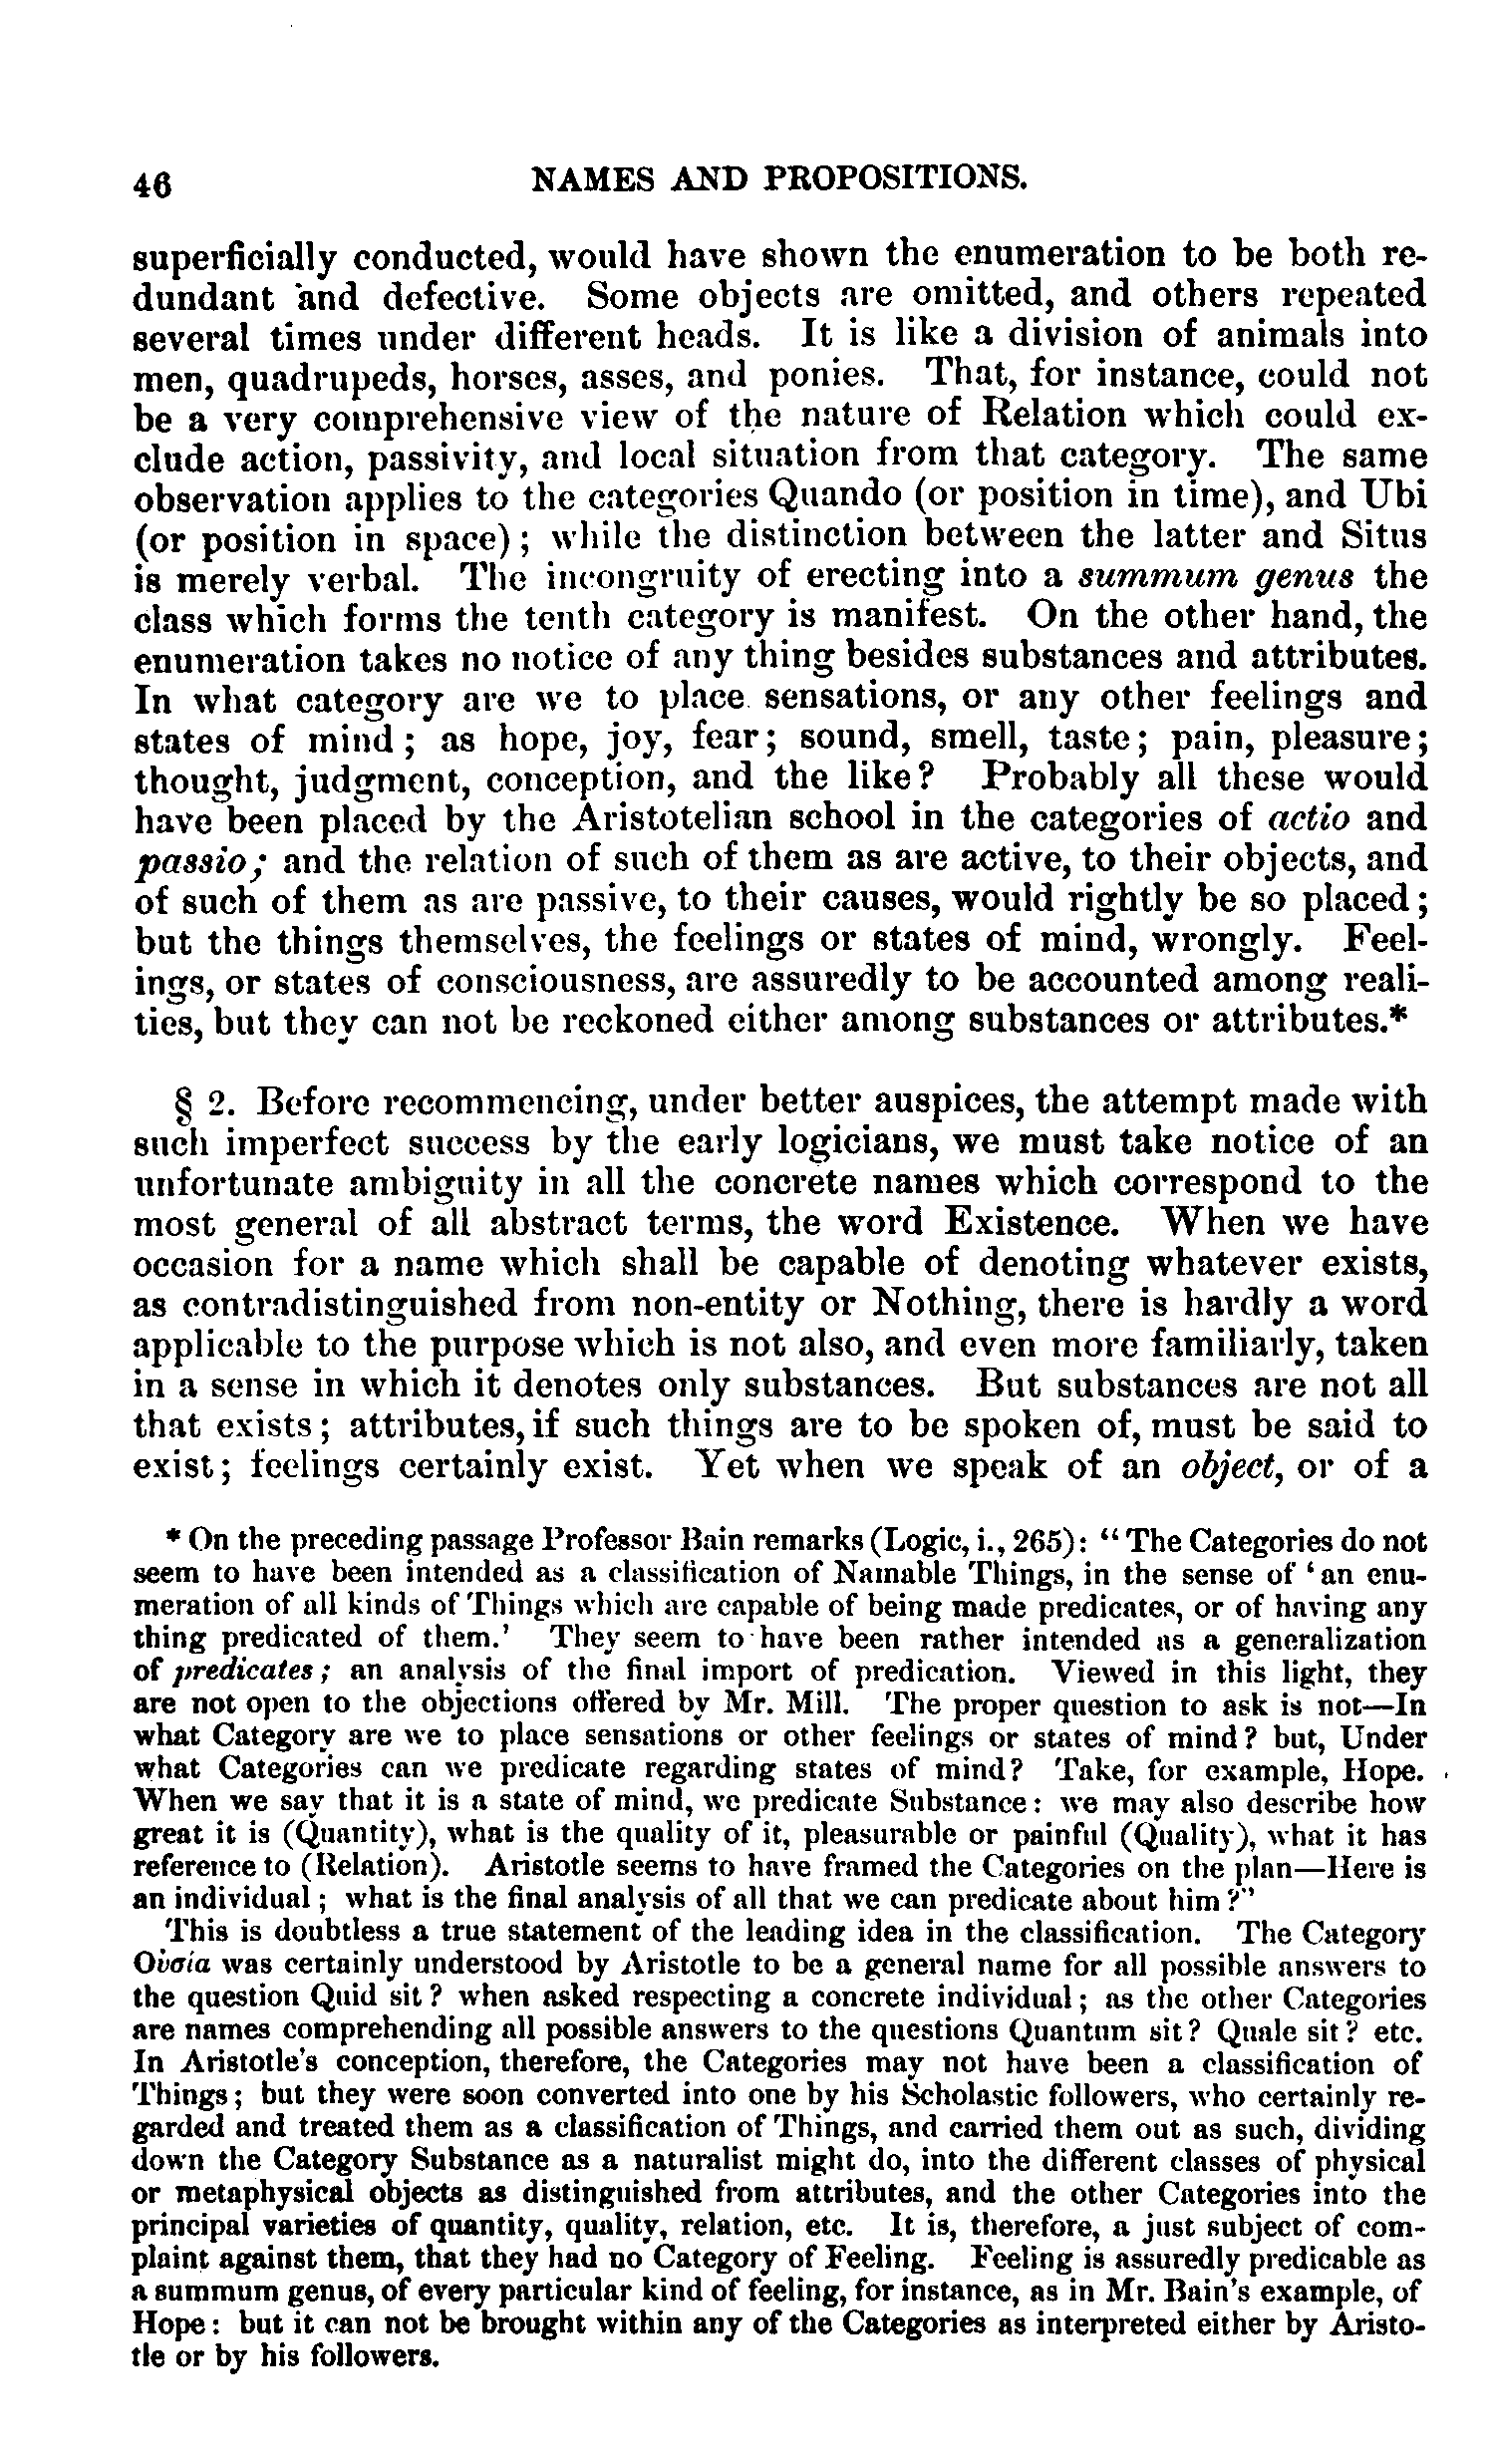 46 NAMES AND PROPOSITIONS.
superficially conducted, would have shown the enumeration to be both re-
dundant and defective. Some objects are omitted, and others repeated
several times under different heads. It is like a division of animals into
men, quadrupeds, horses, asses, and ponies. That, for instance, could not
be a very comprehensive view of the nature of Relation which could ex-
clude action, passivity, and local situation from that category. The same
observation applies to the categories Quando (or position in time), and Ubi
(or position in space); while the distinction between the latter and Situs
is merely verbal. The incongruity of erecting into a summum genus the
class which forms the tenth category is manifest. On the other hand, the
enumeration takes no notice of any thing besides substances and attributes.
In what category are we to place sensations, or any other feelings and
states of mind; as hope, joy, fear; sound, smell, taste; pain, pleasure;
thought, judgment, conception, and the like? Probably all these would
have been placed by the Aristotelian school in the categories of actio and
passio; and the relation of such of them as are active, to their objects, and
of such of them as are passive, to their causes, would rightly be so placed;
but the things themselves, the feelings or states of mind, wrongly. Feel-
ings, or states of consciousness, are assuredly to be accounted among reali-
ties, but they can not be reckoned either among substances or attributes.*
§ 2. Before recommencing, under better auspices, the attempt made with
such imperfect success by the early logicians, we must take notice of an
unfortunate ambiguity in all the concrete names which correspond to the
most general of all abstract terms, the word Existence. When we have
occasion for a name which shall be capable of denoting whatever exists,
as contradistinguished from non-entity or Nothing, there is hardly a word
applicable to the purpose which is not also, and even more familiarly, taken
in a sense in which it denotes only substances. But substances are not all
that exists; attributes, if such things are to be spoken of, must be said to
exist; feelings certainly exist. Yet when we speak of an object, or of a
* On the preceding passage Professor Bain remarks (Logic, i., 265): "The Categories do not
seem to have been intended as a classification of Namable Things, in the sense of 'an enu-
meration of all kinds of Things which are capable of being made predicates, or of having any
thing predicated of them.' They seem to have been rather intended as a generalization
of predicates; an analysis of the final import of predication. Viewed in this light, they
are not open to the objections offered by Mr. Mill. The proper question to ask is not—In
what Category are we to place sensations or other feelings or states of mind? but, Under
what Categories can we predicate regarding states of mind? Take, for example, Hope.
When we say that it is a state of mind, we predicate Substance: we may also describe how
great it is (Quantity), what is the quality of it, pleasurable or painful (Quality), what it has
reference to (Relation). Aristotle seems to have framed the Categories on the plan—Here is
an individual; what is the final analysis of all that we can predicate about him?"
This is doubtless a true statement of the leading idea in the classification. The Category
Οὐσία was certainly understood by Aristotle to be a general name for all possible answers to
the question Quid sit? when asked respecting a concrete individual; as the other Categories
are names comprehending all possible answers to the questions Quantum sit? Quale sit? etc.
In Aristotle's conception, therefore, the Categories may not have been a classification of
Things; but they were soon converted into one by his Scholastic followers, who certainly re-
garded and treated them as a classification of Things, and carried them out as such, dividing
down the Category Substance as a naturalist might do, into the different classes of physical
or metaphysical objects as distinguished from attributes, and the other Categories into the
principal varieties of quantity, quality, relation, etc. It is, therefore, a just subject of com-
plaint against them, that they had no Category of Feeling. Feeling is assuredly predicable as
a summum genus, of every particular kind of feeling, for instance, as in Mr. Bain's example, of
Hope: but it can not be brought within any of the Categories as interpreted either by Aristo-
tle or by his followers.